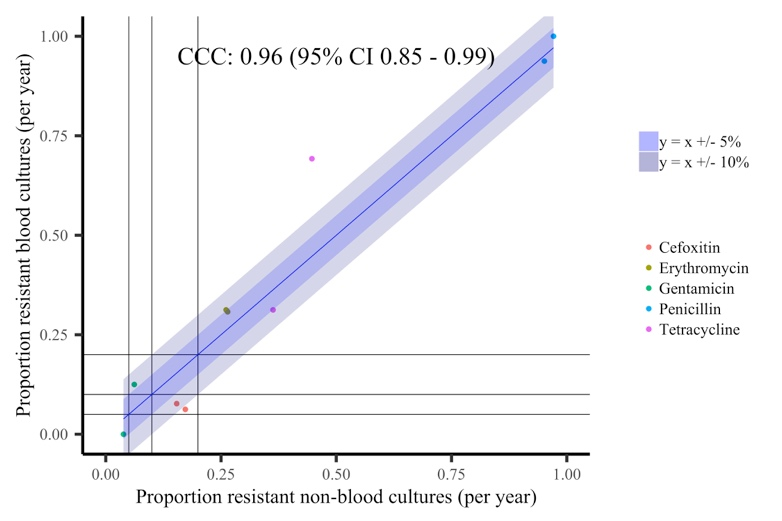 CCC: 0.96 (95% CI 0.85 - 0.99)
1.00
0.75
0.50
0.25
0.00
Proportion resistant blood cultures (per year)
0.00 0.25 0.50 0.75 1.00
Proportion resistant non-blood cultures (per year)
y = x +/- 5%
y = x +/- 10%
Cefoxitin
Erythromycin
Gentamicin
Penicillin
Tetracycline